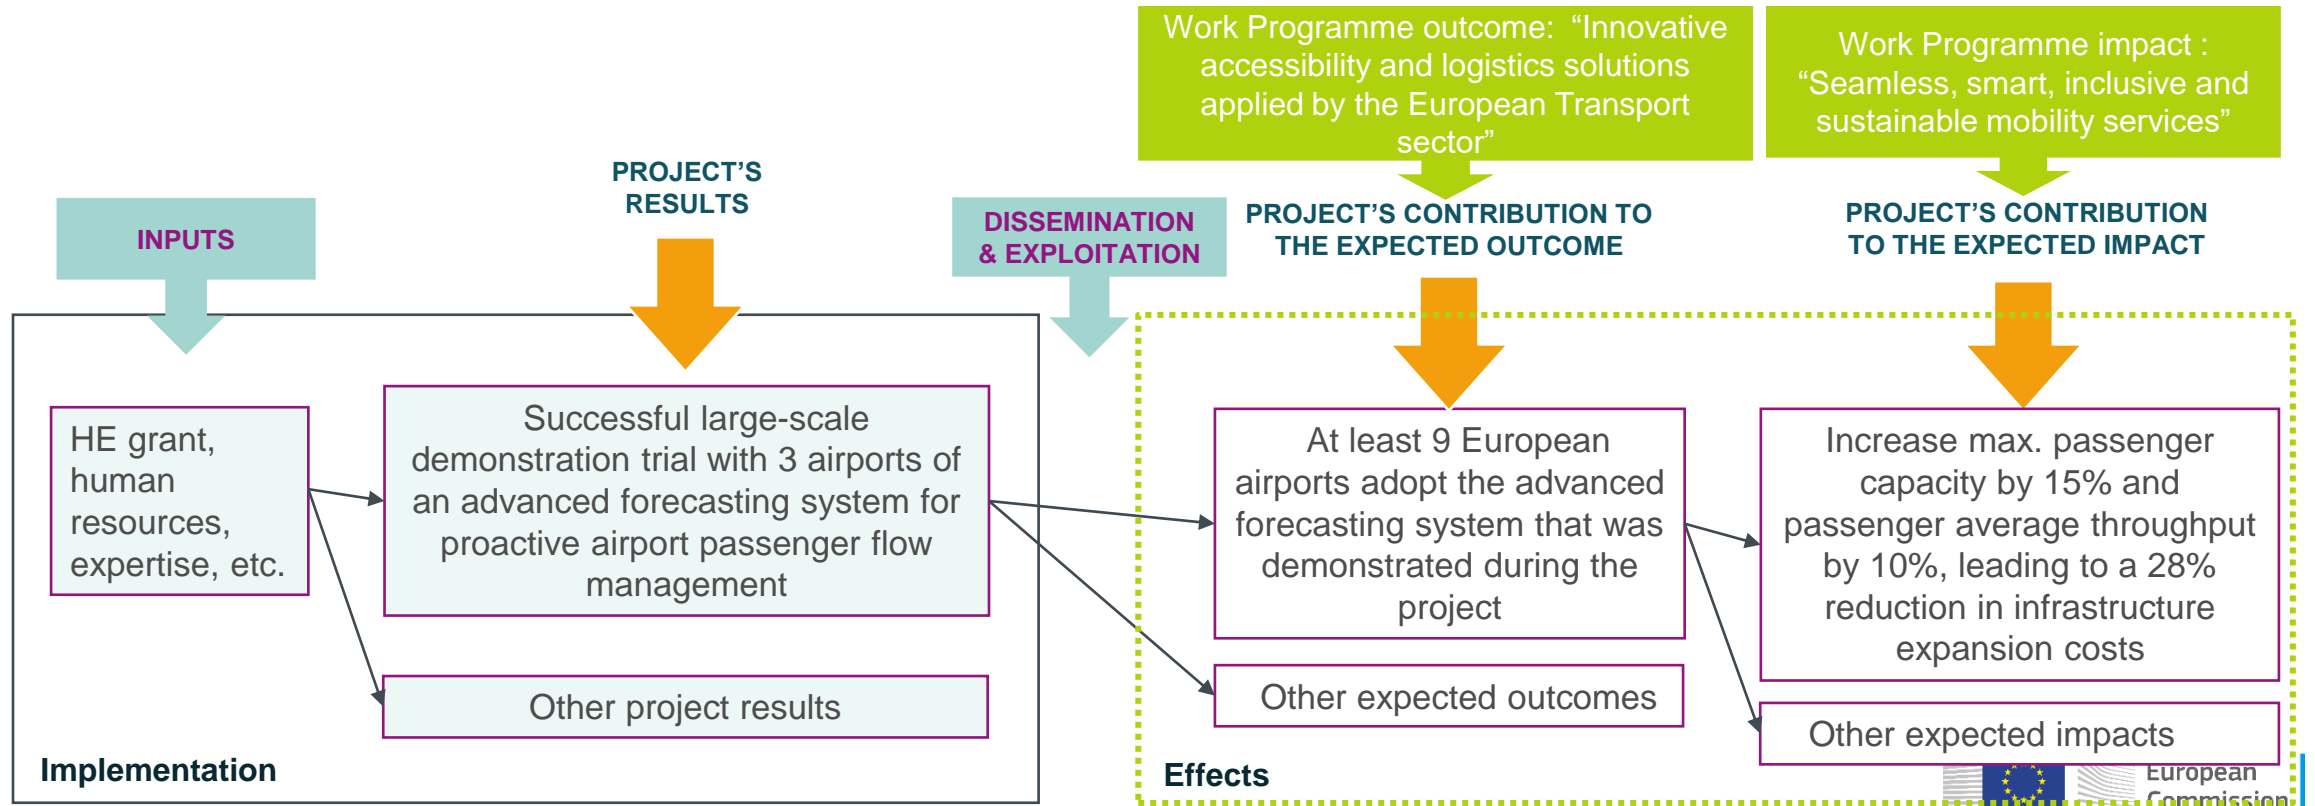 Work Programme outcome: “Innovative
accessibility and logistics solutions
applied by the European Transport
sector”
Work Programme impact :
“Seamless, smart, inclusive and
sustainable mobility services”
INPUTS
PROJECT’S
RESULTS
DISSEMINATION
& EXPLOITATION
PROJECT’S CONTRIBUTION TO
THE EXPECTED OUTCOME
PROJECT’S CONTRIBUTION
TO THE EXPECTED IMPACT
HE grant,
human
resources,
expertise, etc.
Successful large-scale
demonstration trial with 3 airports of
an advanced forecasting system for
proactive airport passenger flow
management
Other project results
Implementation
At least 9 European
airports adopt the advanced
forecasting system that was
demonstrated during the
project
Other expected outcomes
Increase max. passenger
capacity by 15% and
passenger average throughput
by 10%, leading to a 28%
reduction in infrastructure
expansion costs
Other expected impacts
Effects
European
Commission